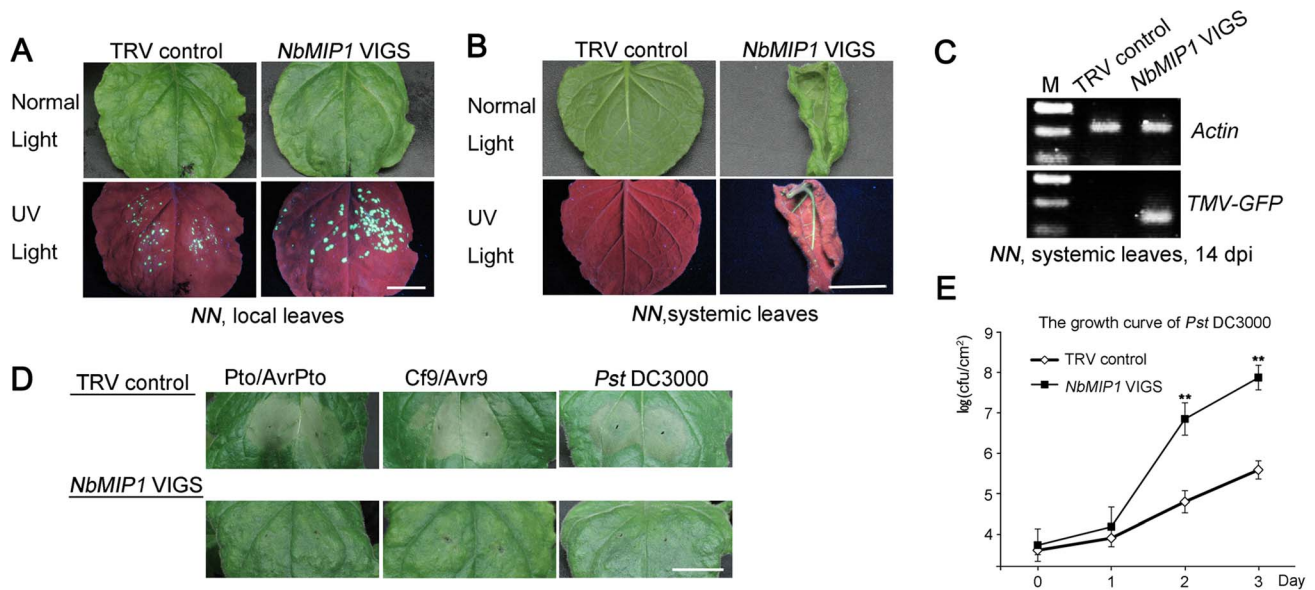 A
TRV control
NbMIP1 VIGS
Normal
Light
UV
Light
NN, local leaves
B
TRV control
NbMIP1 VIGS
Normal
Light
UV
Light
NN,systemic leaves
C
M
TRV control
NbMIP1 VIGS
Actin
TMV-GFP
NN, systemic leaves, 14 dpi
D
TRV control
Pto/AvrPto
Cf9/Avr9
Pst DC3000
NbMIP1 VIGS
E
The growth curve of Pst DC3000
TRV control
NbMIP1 VIGS
log(cfu/cm²)
9
8
7
6
5
4
**
**
0 1 2 3 Day